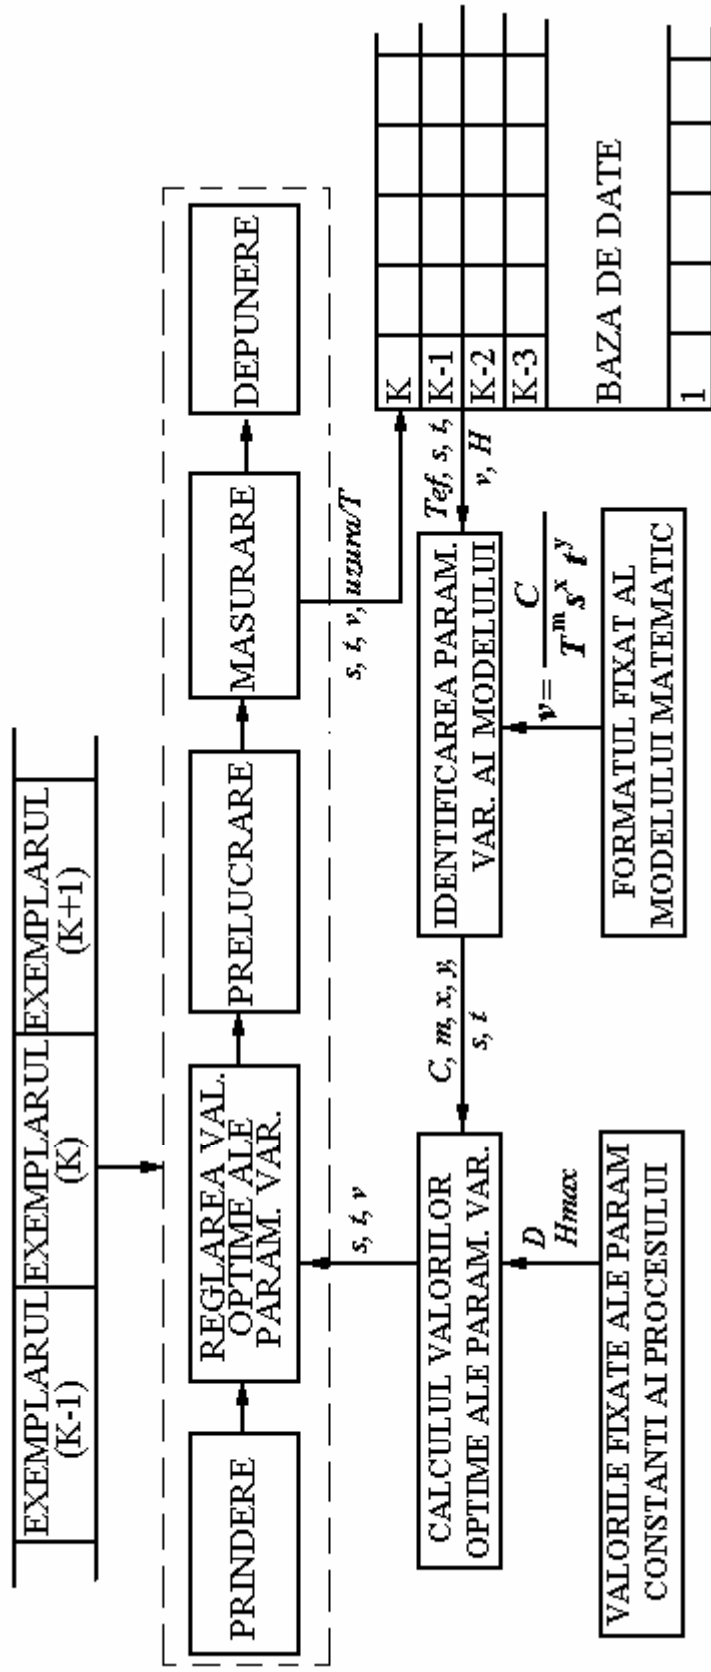 EXEMPLARUL
(K-1)
EXEMPLARUL
(K)
EXEMPLARUL
(K+1)
PRINDERE
REGLAREA VAL.
OPTIME ALE
PARAM. VAR.
PRELUCRARE
MASURARE
DEPUNERE
s, t, v
s, t, v, uzura/T
CALCULUL VALORILOR
OPTIME ALE PARAM. VAR.
C, m, x, y,
s, t
IDENTIFICAREA PARAM.
VAR. AI MODELULUI
Tef, s, t,
v, H
K
K-1
K-2
K-3
BAZA DE DATE
1
D
Hmax
v= C / T^m s^x t^y
VALORILE FIXATE ALE PARAM
CONSTANTI AI PROCESULUI
FORMATUL FIXAT AL
MODELULUI MATEMATIC